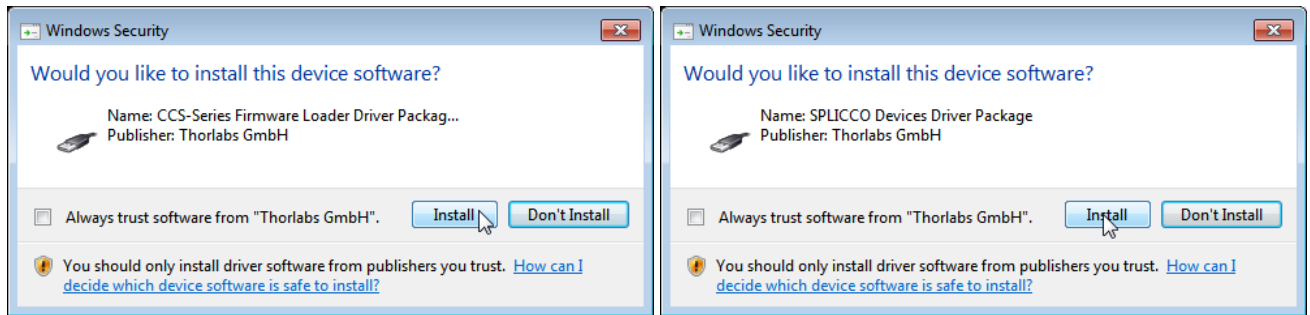 Windows Security
Would you like to install this device software?
Name: CCS-Series Firmware Loader Driver Packag...
Publisher: Thorlabs GmbH
Always trust software from "Thorlabs GmbH".
Install
Don't Install
You should only install driver software from publishers you trust. How can I
decide which device software is safe to install?
Windows Security
Would you like to install this device software?
Name: SPLICCO Devices Driver Package
Publisher: Thorlabs GmbH
Always trust software from "Thorlabs GmbH".
Install
Don't Install
You should only install driver software from publishers you trust. How can I
decide which device software is safe to install?